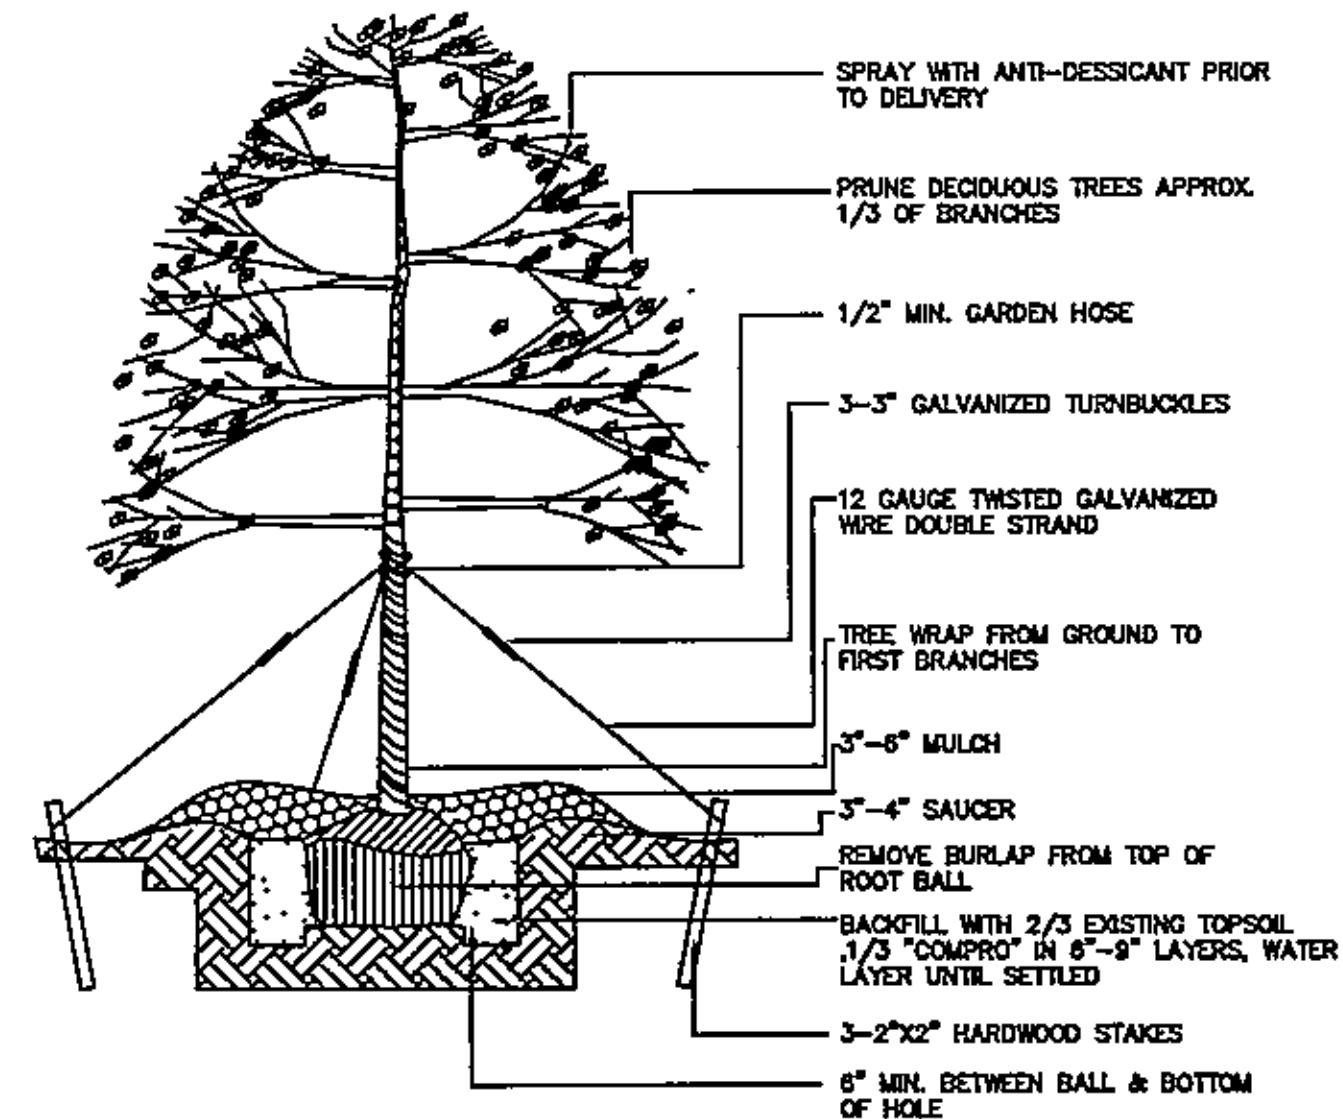 SPRAY WITH ANTI-DESSICANT PRIOR
TO DELIVERY
PRUNE DECIDUOUS TREES APPROX.
1/3 OF BRANCHES
1/2" MIN. GARDEN HOSE
3-3" GALVANIZED TURNBUCKLES
12 GAUGE TWISTED GALVANIZED
WIRE DOUBLE STRAND
TREE WRAP FROM GROUND TO
FIRST BRANCHES
3"-6" MULCH
3"-4" SAUCER
REMOVE BURLAP FROM TOP OF
ROOT BALL
BACKFILL WITH 2/3 EXISTING TOPSOIL
,1/3 "COMPRO" IN 6"-9" LAYERS, WATER
LAYER UNTIL SETTLED
3-2"X2" HARDWOOD STAKES
6" MIN. BETWEEN BALL & BOTTOM
OF HOLE